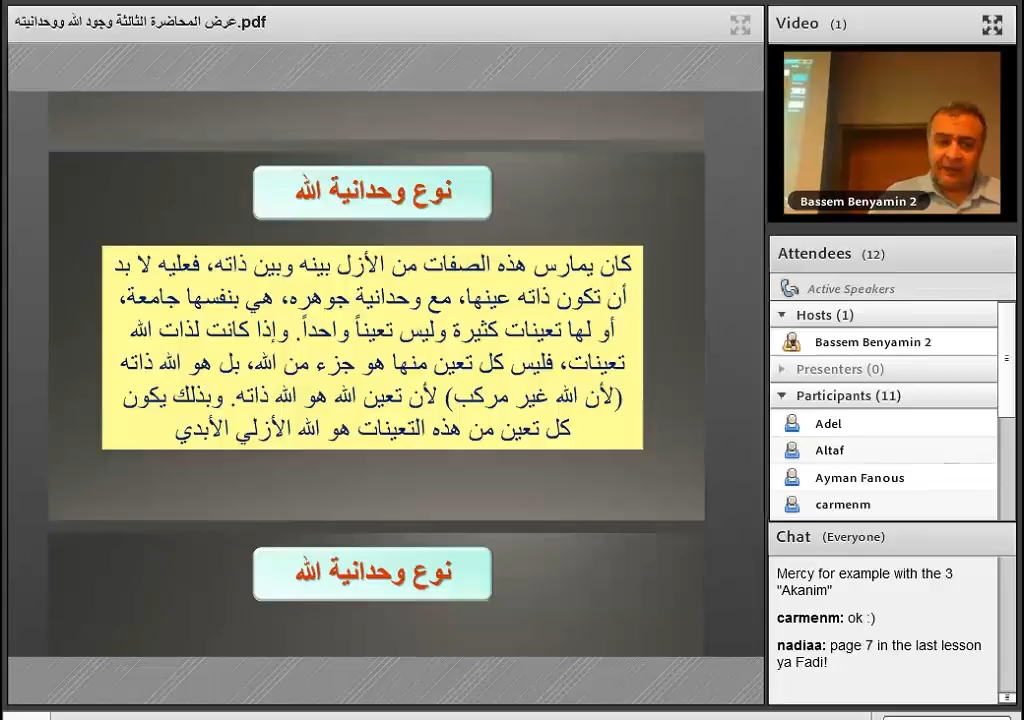 عرض المحاضرة الثالثة وجود الله ووحدانيته.pdf
نوع وحدانية الله
كان يمارس هذه الصفات من الأزل بينه وبين ذاته، فعليه لا بد
أن تكون ذاته عينها، مع وحدانية جوهره، هي بنفسها جامعة،
أو لها تعينات كثيرة وليس تعيناً واحداً. وإذا كانت لذات الله
تعينات، فليس كل تعين منها هو جزء من الله، بل هو الله ذاته
(لأن الله غير مركب) لأن تعين الله هو الله ذاته. وبذلك يكون
كل تعين من هذه التعينات هو الله الأزلي الأبدي
نوع وحدانية الله
Video (1)
Bassem Benyamin 2
Attendees (12)
Active Speakers
Hosts (1)
Bassem Benyamin 2
Presenters (0)
Participants (11)
Adel
Altaf
Ayman Fanous
carmenm
Chat (Everyone)
Mercy for example with the 3
"Akanim"
carmenm: ok :)
nadiaa: page 7 in the last lesson
ya Fadi!